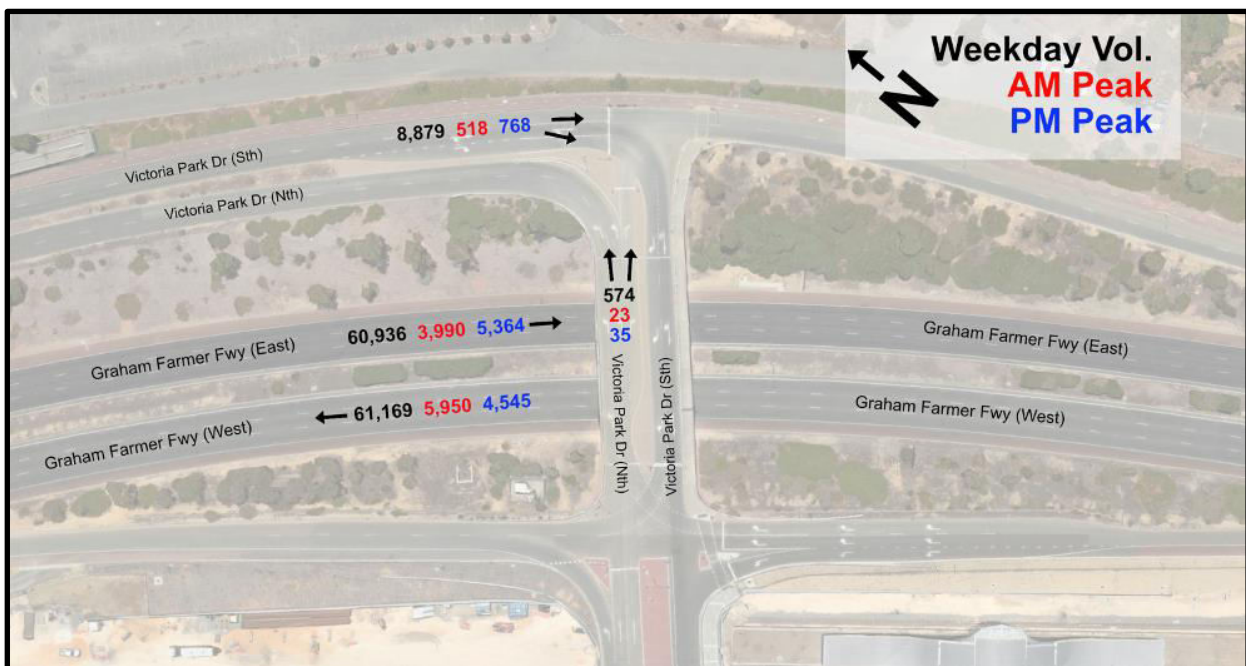 Weekday Vol.
AM Peak
PM Peak
N
8,879 518 768
Victoria Park Dr (Sth)
Victoria Park Dr (Nth)
574
23
35
60,936 3,990 5,364
Graham Farmer Fwy (East)
Graham Farmer Fwy (East)
61,169 5,950 4,545
Graham Farmer Fwy (West)
Graham Farmer Fwy (West)
Victoria Park Dr (Nth)
Victoria Park Dr (Sth)